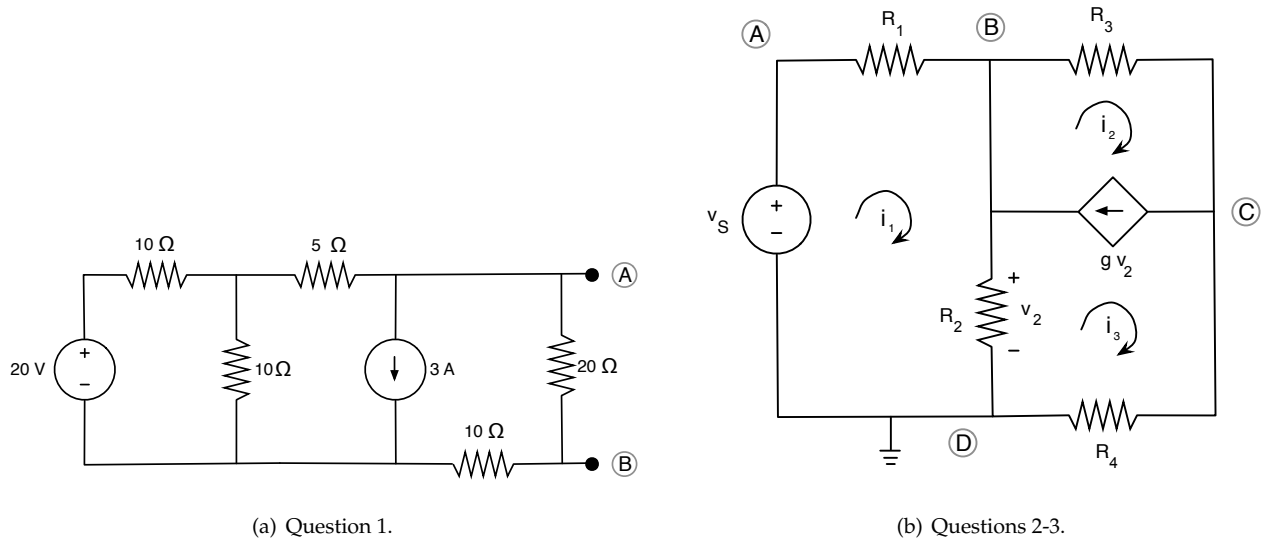 10 Ω
5 Ω
A
20 V
+
−
10Ω
3 A
20 Ω
10 Ω
B
(a) Question 1.
A
R1
B
R3
i2
vS
+
−
i1
C
g v2
R2
+
v2
−
i3
D
R4
(b) Questions 2-3.